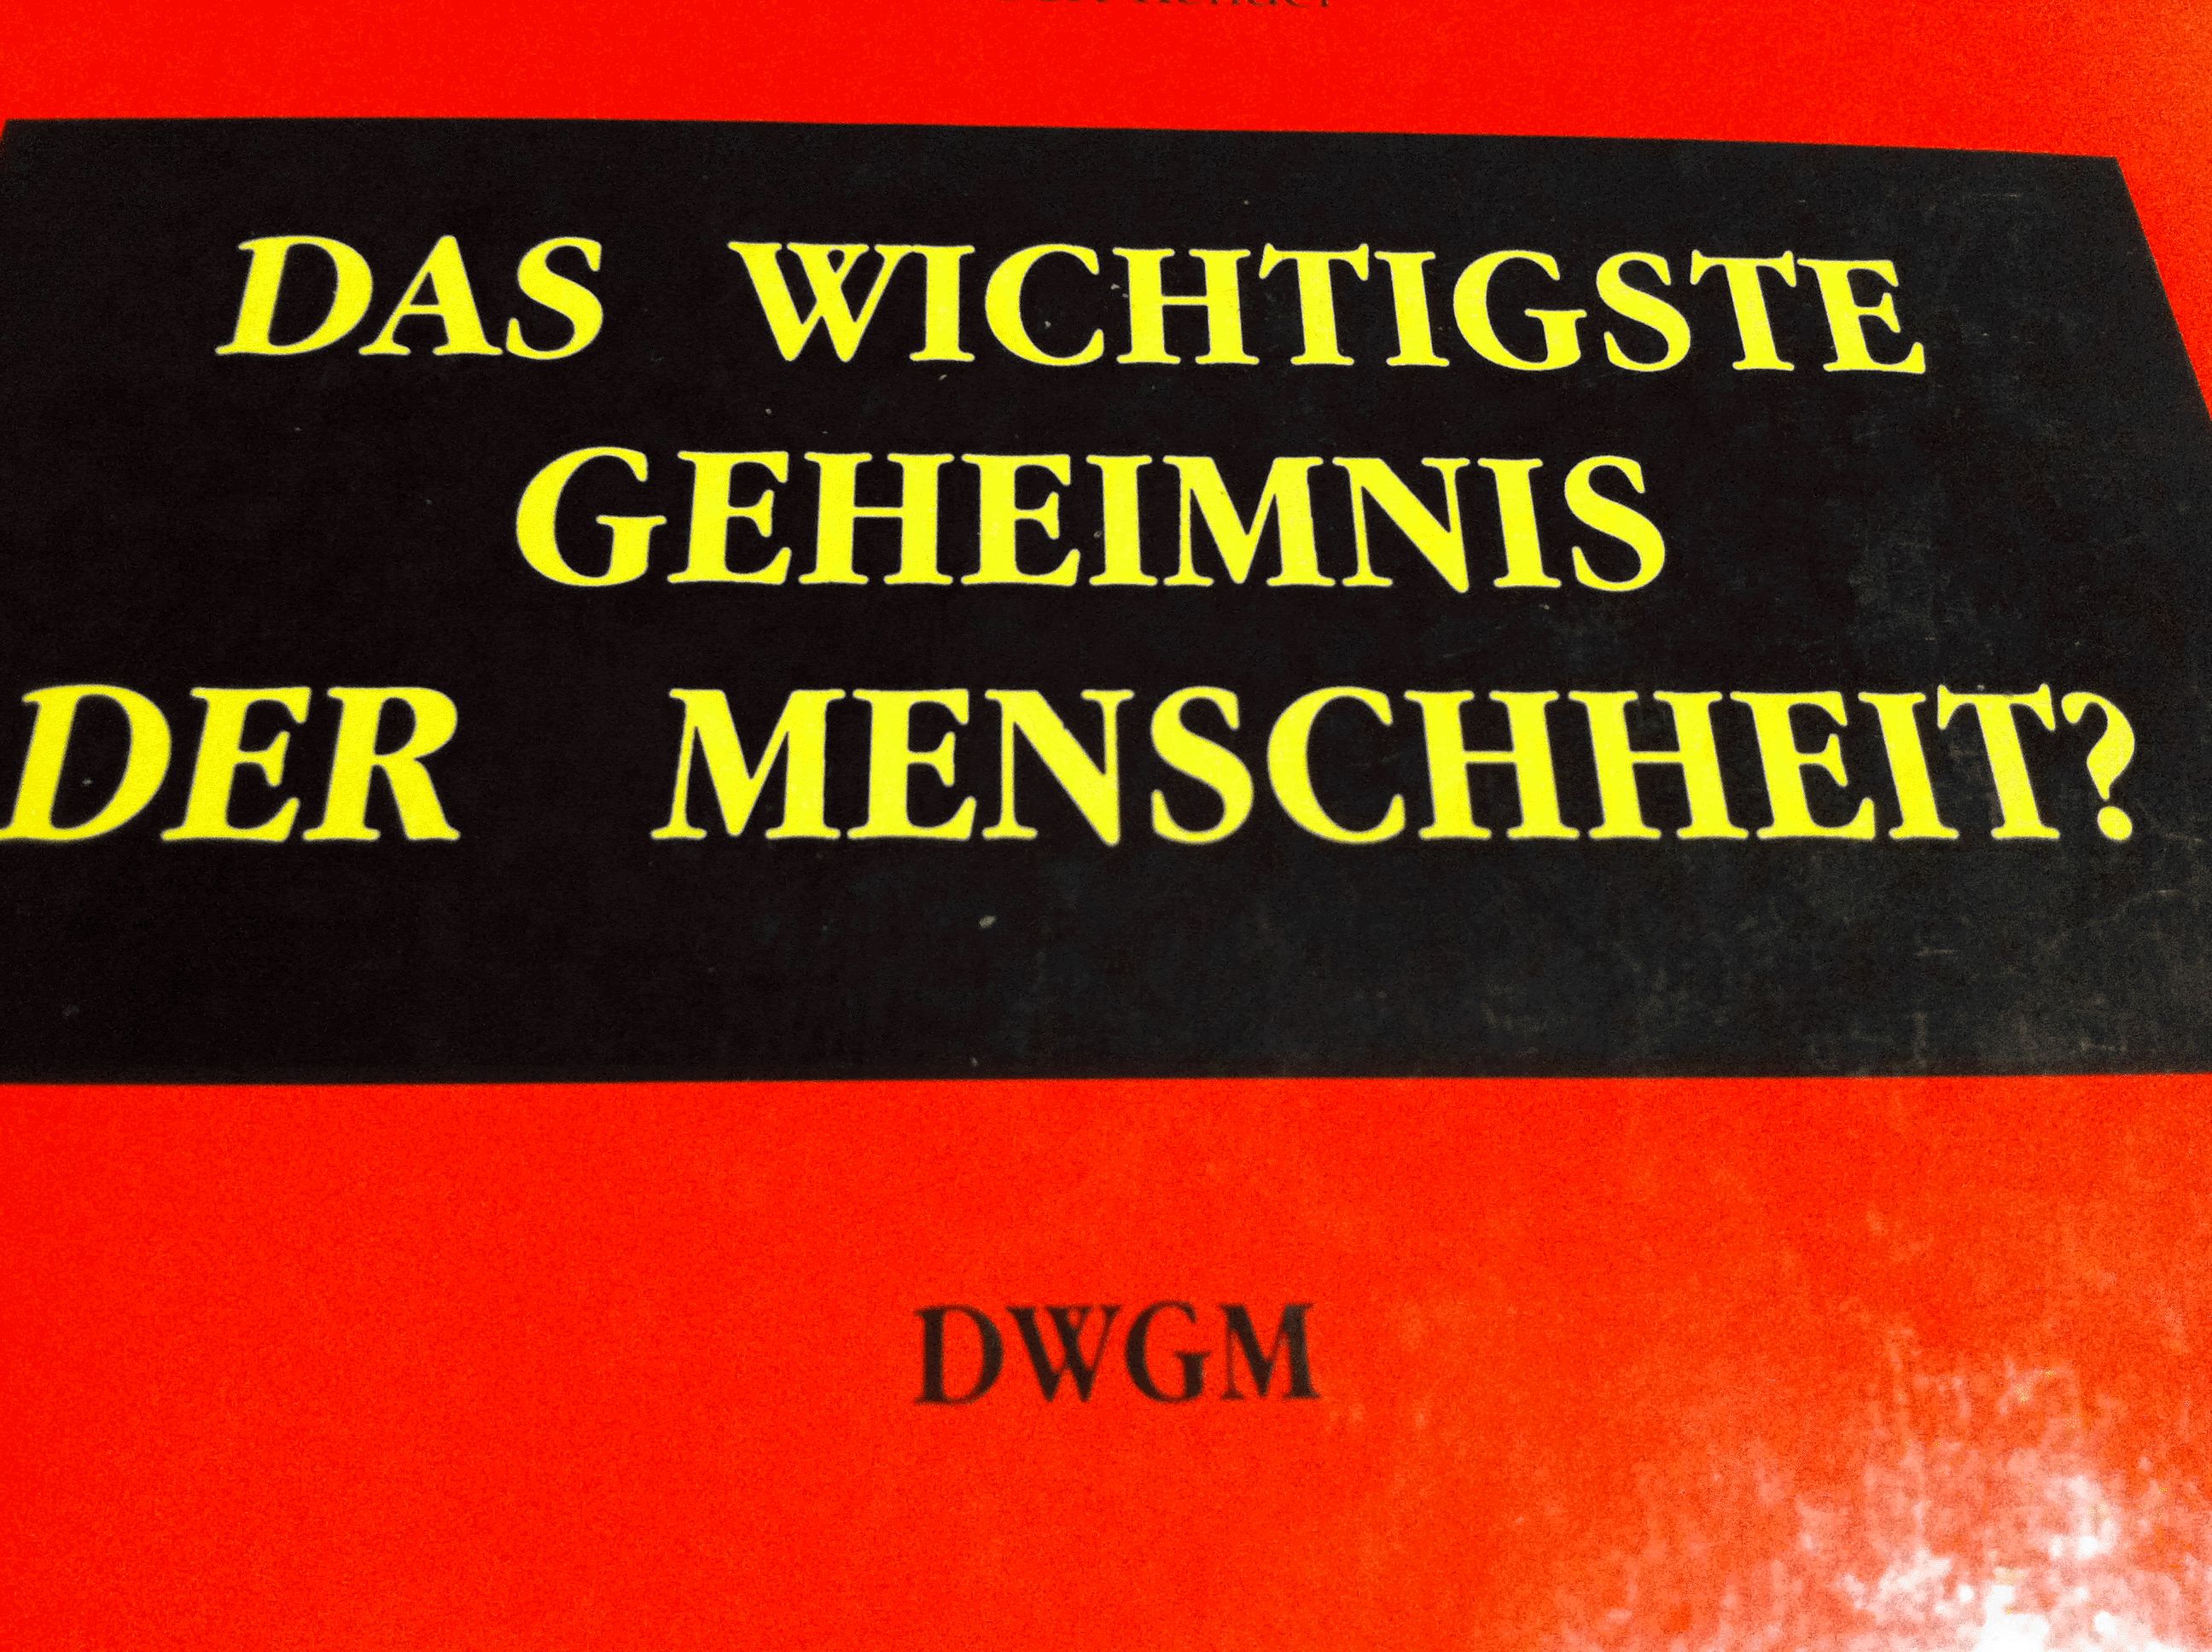 DAS WICHTIGSTE
GEHEIMNIS
DER MENSCHHEIT?
DWGM